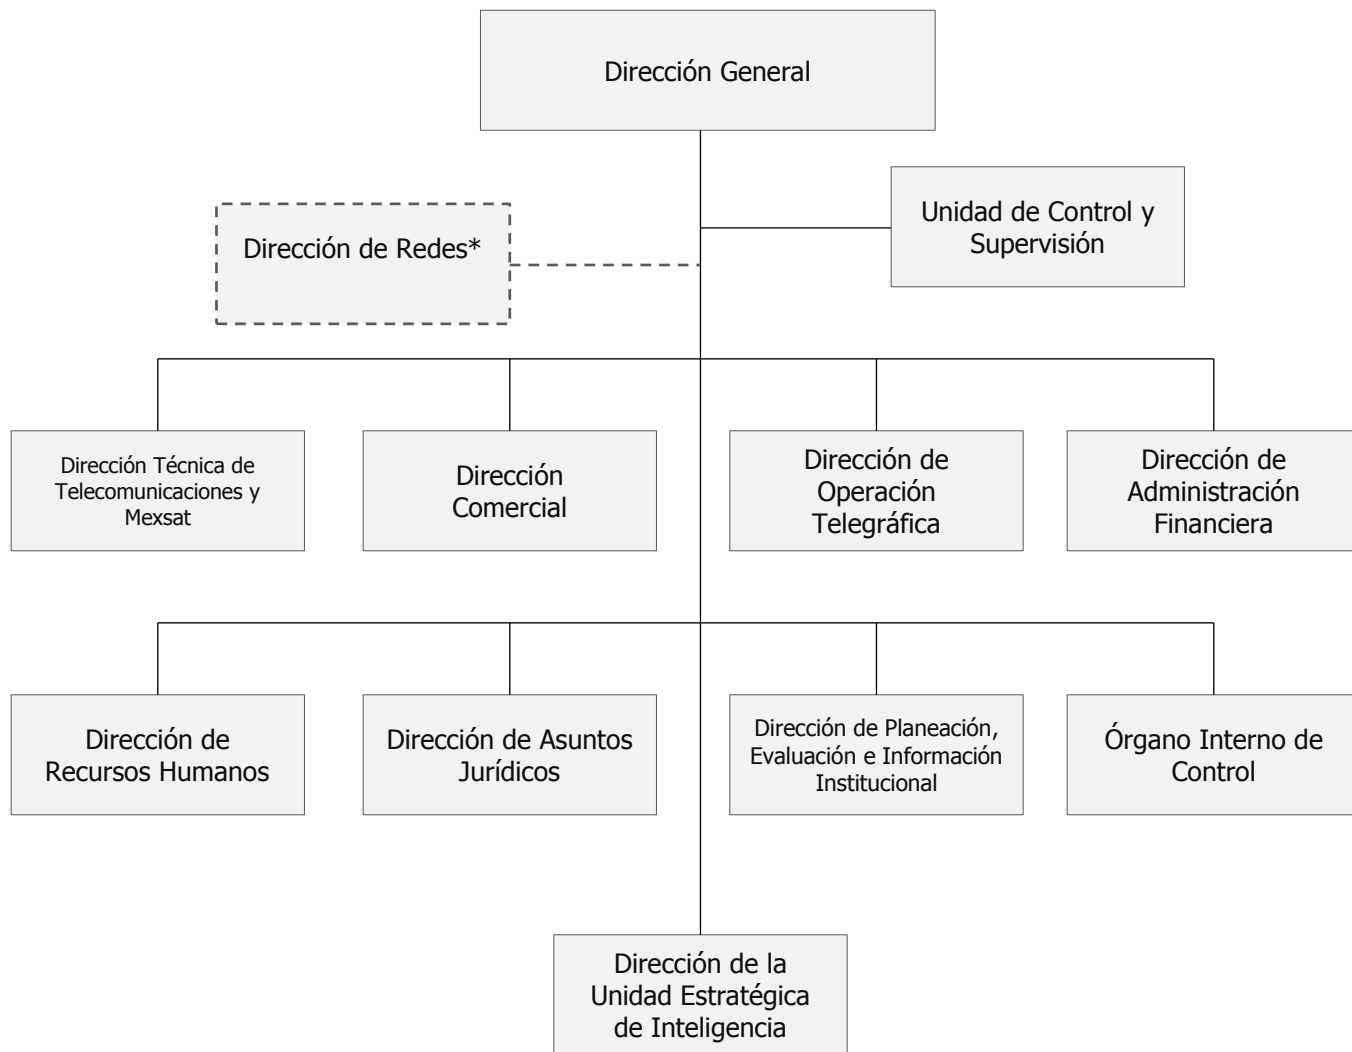 Dirección General
Unidad de Control y
Supervisión
Dirección de Redes*
Dirección Técnica de
Telecomunicaciones y
Mexsat
Dirección
Comercial
Dirección de
Operación
Telegráfica
Dirección de
Administración
Financiera
Dirección de
Recursos Humanos
Dirección de Asuntos
Jurídicos
Dirección de Planeación,
Evaluación e Información
Institucional
Órgano Interno de
Control
Dirección de la
Unidad Estratégica
de Inteligencia